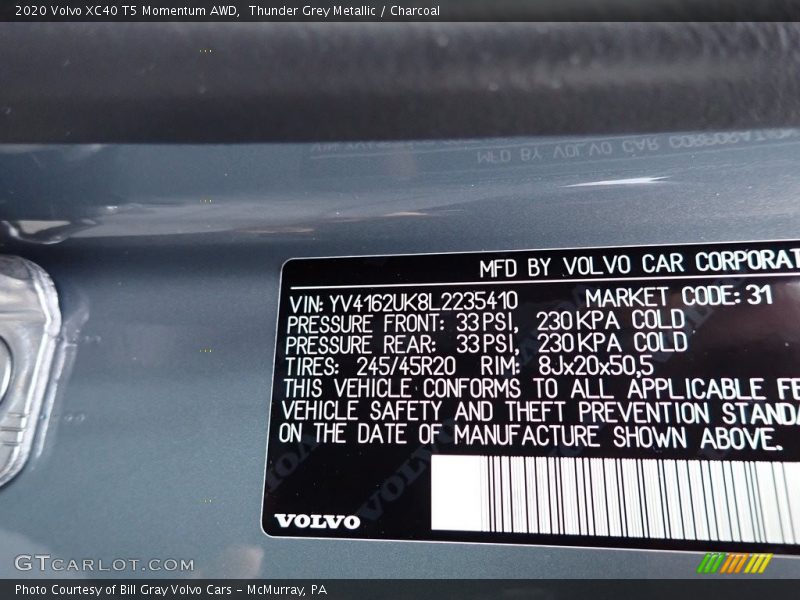 2020 Volvo XC40 T5 Momentum AWD,  Thunder Grey Metallic / Charcoal
MFD BY VOLVO CAR CORPORAT
MFD BY VOLVO CAR CORPORAT
VIN: YV4162UK8L2235410 MARKET CODE: 31
PRESSURE FRONT: 33 PSI, 230 KPA COLD
PRESSURE REAR: 33 PSI, 230 KPA COLD
TIRES: 245/45R20 RIM: 8Jx20x50,5
THIS VEHICLE CONFORMS TO ALL APPLICABLE FE
VEHICLE SAFETY AND THEFT PREVENTION STANDA
ON THE DATE OF MANUFACTURE SHOWN ABOVE.
VOLVO
VOLVO
GTCARLOT.COM
Photo Courtesy of Bill Gray Volvo Cars - McMurray, PA